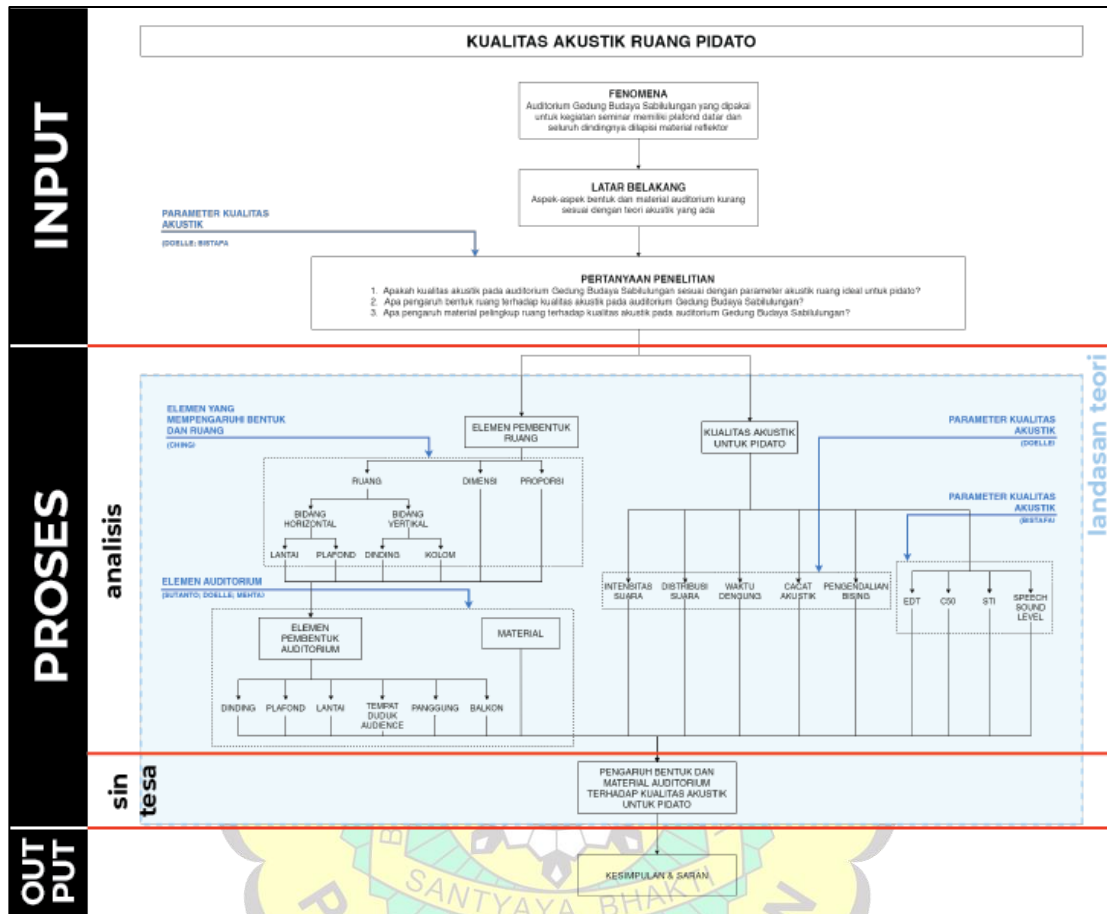 KUALITAS AKUSTIK RUANG PIDATO
INPUT
FENOMENA
Auditorium Gedung Budaya Sabilulungan yang dipakai
untuk kegiatan seminar memiliki plafond datar dan
seluruh dindingnya dilapisi material reflektor
LATAR BELAKANG
Aspek-aspek bentuk dan material auditorium kurang
sesuai dengan teori akustik yang ada
PARAMETER KUALITAS
AKUSTIK
(DOELLE; BISTAFA
PERTANYAAN PENELITIAN
1. Apakah kualitas akustik pada auditorium Gedung Budaya Sabilulungan sesuai dengan parameter akustik ruang ideal untuk pidato?
2. Apa pengaruh bentuk ruang terhadap kualitas akustik pada auditorium Gedung Budaya Sabilulungan?
3. Apa pengaruh material pelingkup ruang terhadap kualitas akustik pada auditorium Gedung Budaya Sabilulungan?
PROSES
analisis
landasan teori
ELEMEN YANG
MEMPENGARUHI BENTUK
DAN RUANG
(CHING)
ELEMEN PEMBENTUK
RUANG
KUALITAS AKUSTIK
UNTUK PIDATO
PARAMETER KUALITAS
AKUSTIK
(DOELLE)
RUANG
DIMENSI
PROPORSI
BIDANG
HORIZONTAL
BIDANG
VERTIKAL
LANTAI
PLAFOND
DINDING
KOLOM
PARAMETER KUALITAS
AKUSTIK
(BISTAFA)
ELEMEN AUDITORIUM
(SUTANTO; DOELLE; MEHTA)
INTENSITAS
SUARA
DISTRIBUSI
SUARA
WAKTU
DENGUNG
CACAT
AKUSTIK
PENGENDALIAN
BISING
EDT
C50
STI
SPEECH
SOUND
LEVEL
ELEMEN
PEMBENTUK
AUDITORIUM
MATERIAL
DINDING
PLAFOND
LANTAI
TEMPAT
DUDUK
AUDIENCE
PANGGUNG
BALKON
sin
tesa
PENGARUH BENTUK DAN
MATERIAL AUDITORIUM
TERHADAP KUALITAS AKUSTIK
UNTUK PIDATO
OUT
PUT
KESIMPULAN & SARAN
SANTYAYA BHAKTI